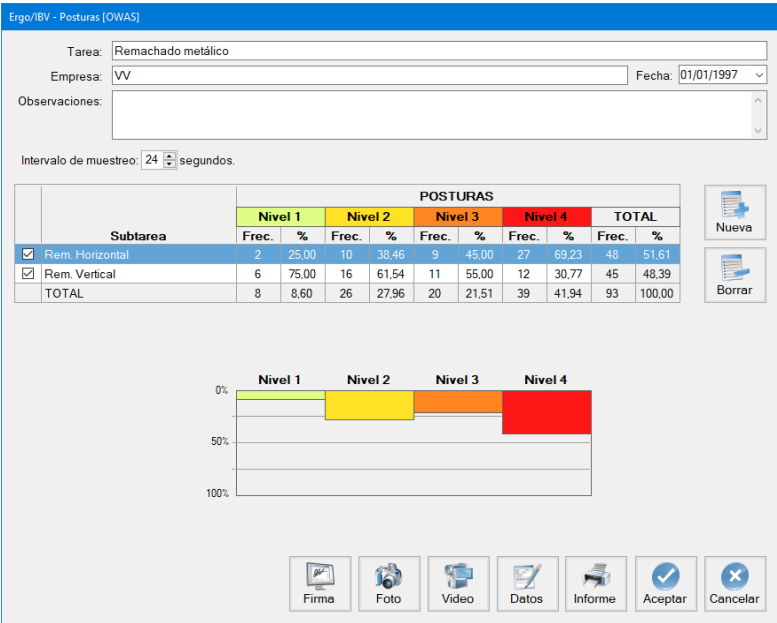 Ergo/IBV - Posturas [OWAS]
Tarea: Remachado metálico
Empresa: VV Fecha: 01/01/1997
Observaciones:
Intervalo de muestreo: 24 segundos.
POSTURAS
Nivel 1 Nivel 2 Nivel 3 Nivel 4 TOTAL
Subtarea Frec. % Frec. % Frec. % Frec. % Frec. %
Rem. Horizontal 2 25,00 10 38,46 9 45,00 27 69,23 48 51,61
Rem. Vertical 6 75,00 16 61,54 11 55,00 12 30,77 45 48,39
TOTAL 8 8,60 26 27,96 20 21,51 39 41,94 93 100,00
Nueva
Borrar
Nivel 1 Nivel 2 Nivel 3 Nivel 4
0%
50%
100%
Firma Foto Video Datos Informe Aceptar Cancelar